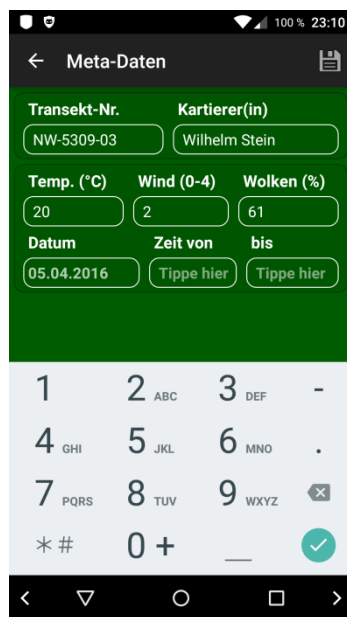 100 % 23:10
Meta-Daten
Transekt-Nr. Kartierer(in)
NW-5309-03 Wilhelm Stein
Temp. (°C) Wind (0-4) Wolken (%)
20 2 61
Datum Zeit von bis
05.04.2016 Tippe hier Tippe hier
1 2 ABC 3 DEF -
4 GHI 5 JKL 6 MNO .
7 PQRS 8 TUV 9 WXYZ
*# 0 + _